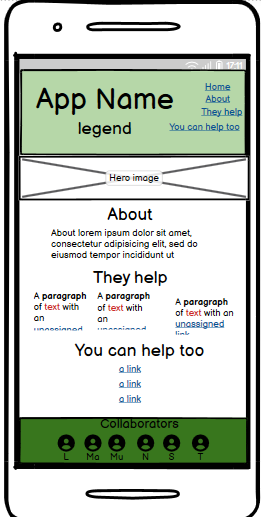 17:11
App Name
legend
Home
About
They help
You can help too
Hero image
About
About lorem ipsum dolor sit amet,
consectetur adipisicing elit, sed do
eiusmod tempor incididunt ut
They help
A paragraph
of text with
an
unassigned
A paragraph
of text with
an
unassigned
A paragraph
of text with an
unassigned
link
You can help too
a link
a link
a link
Collaborators
L Ma Mu N S T